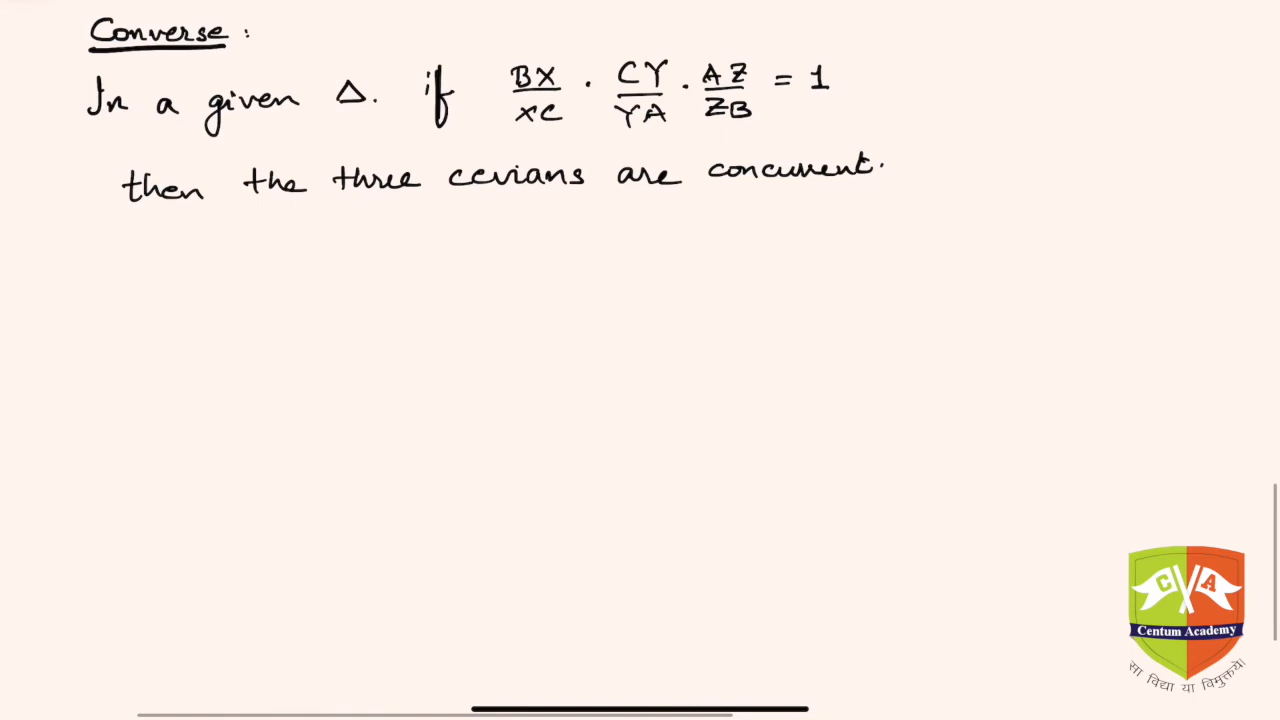 Converse :
In a given Δ. if BX/XC · CY/YA · AZ/ZB = 1
then the three cevians are concurrent.
C A
Centum Academy
सा विद्या या विमुक्तये।